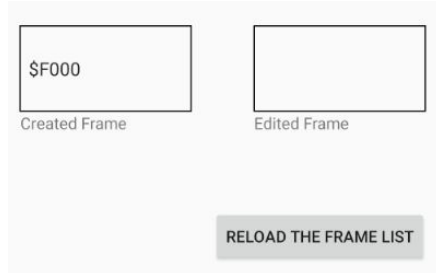 $F000
Created Frame
Edited Frame
RELOAD THE FRAME LIST